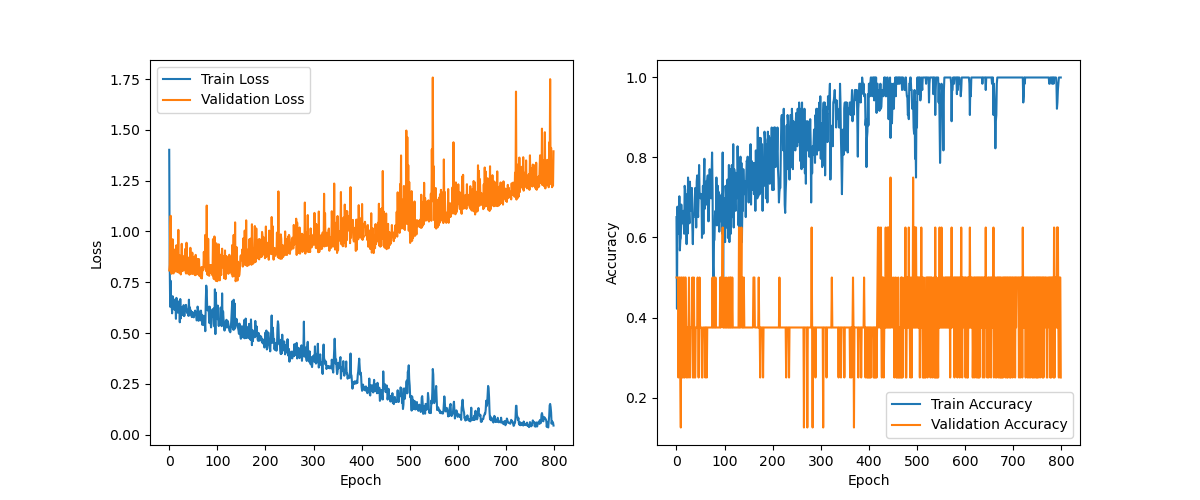 Train Loss
Validation Loss
1.75
1.50
1.25
1.00
0.75
0.50
0.25
0.00
Loss
0 100 200 300 400 500 600 700 800
Epoch
1.0
0.8
0.6
0.4
0.2
Accuracy
Train Accuracy
Validation Accuracy
0 100 200 300 400 500 600 700 800
Epoch